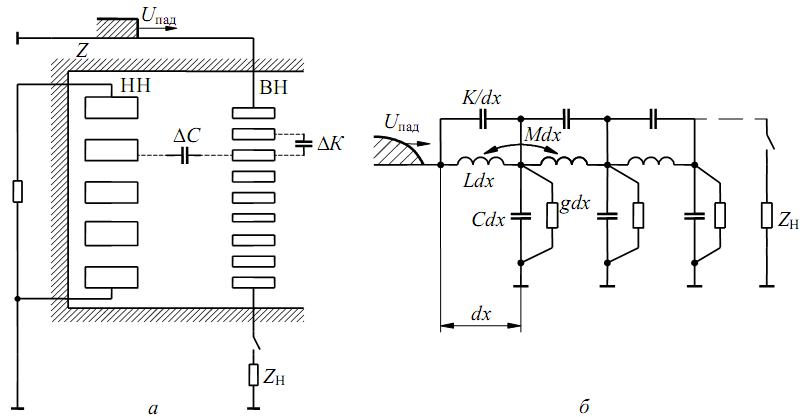 Uпад
Z
НН
ВН
ΔC
ΔK
ZН
а
K/dx
Uпад
Mdx
Ldx
Cdx
gdx
ZН
dx
б